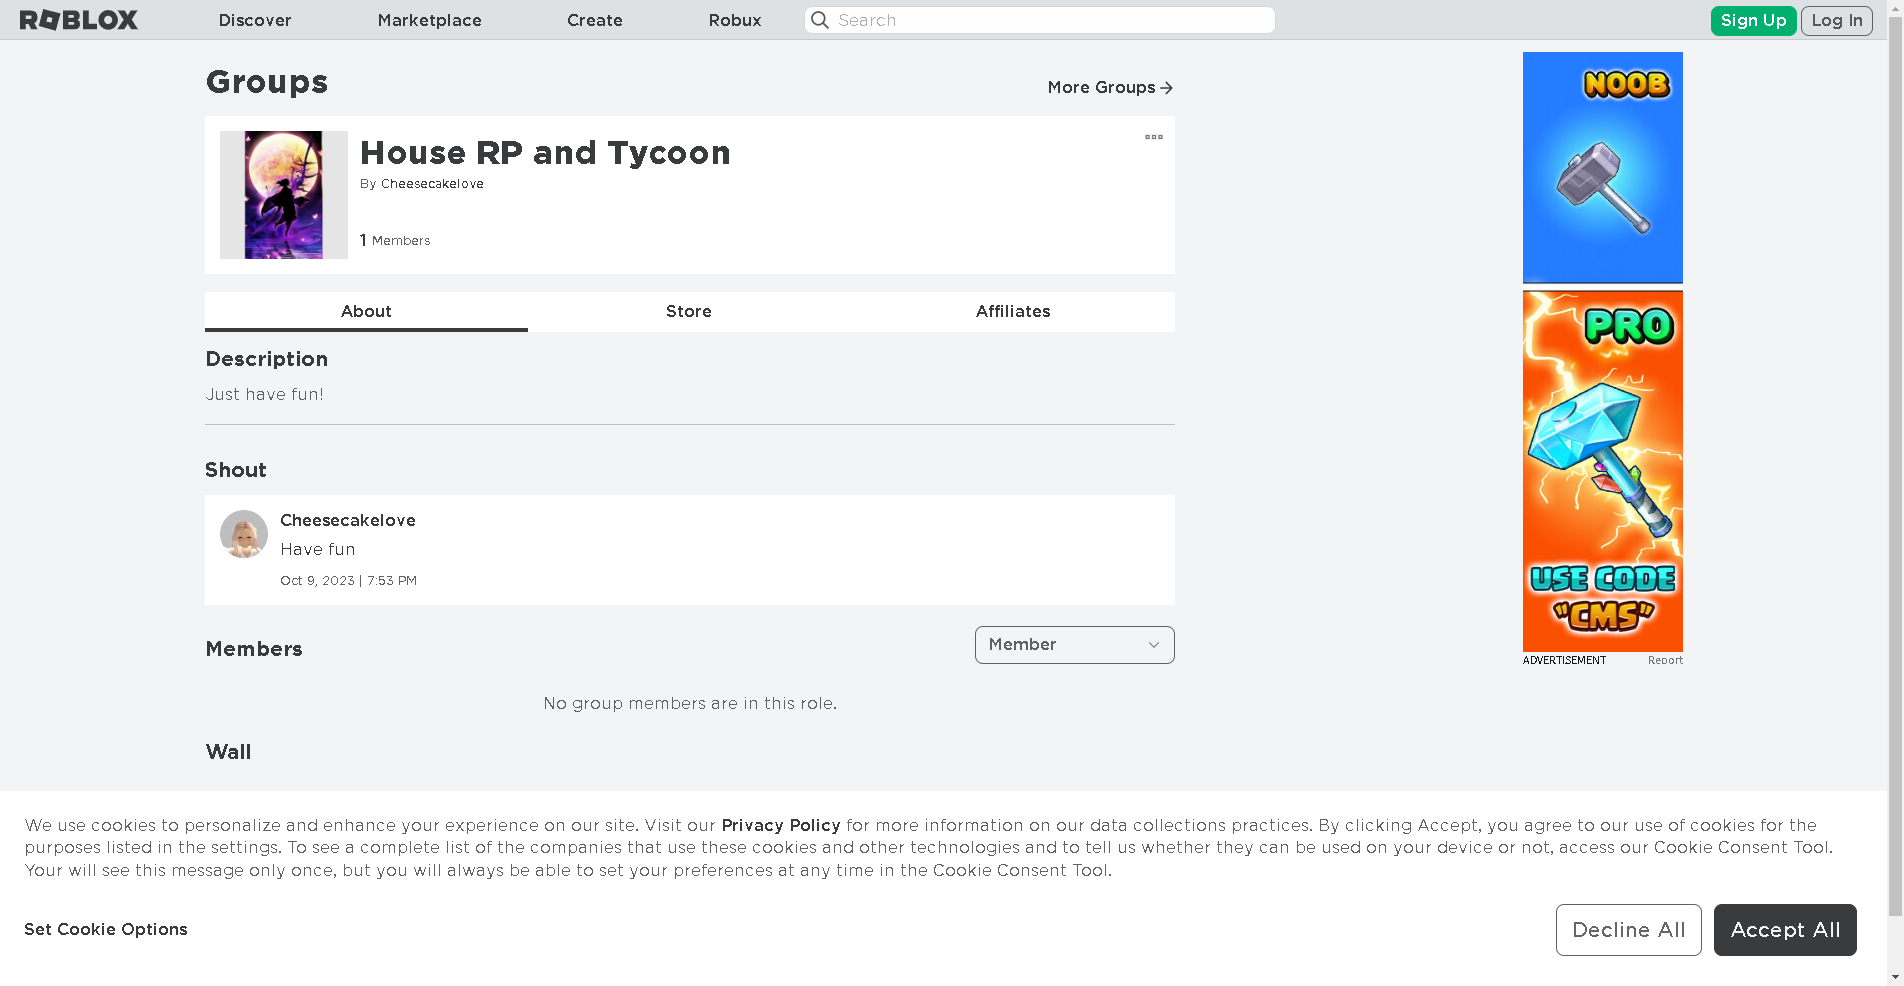 ROBLOX
Discover
Marketplace
Create
Robux
Search
Sign Up
Log In
Groups
More Groups
House RP and Tycoon
By Cheesecakelove
1 Members
About
Store
Affiliates
Description
Just have fun!
Shout
Cheesecakelove
Have fun
Oct 9, 2023 | 7:53 PM
Members
Member
No group members are in this role.
Wall
NOOB
PRO
USE CODE
"CMS"
ADVERTISEMENT
Report
We use cookies to personalize and enhance your experience on our site. Visit our Privacy Policy for more information on our data collections practices. By clicking Accept, you agree to our use of cookies for the
purposes listed in the settings. To see a complete list of the companies that use these cookies and other technologies and to tell us whether they can be used on your device or not, access our Cookie Consent Tool.
Your will see this message only once, but you will always be able to set your preferences at any time in the Cookie Consent Tool.
Set Cookie Options
Decline All
Accept All